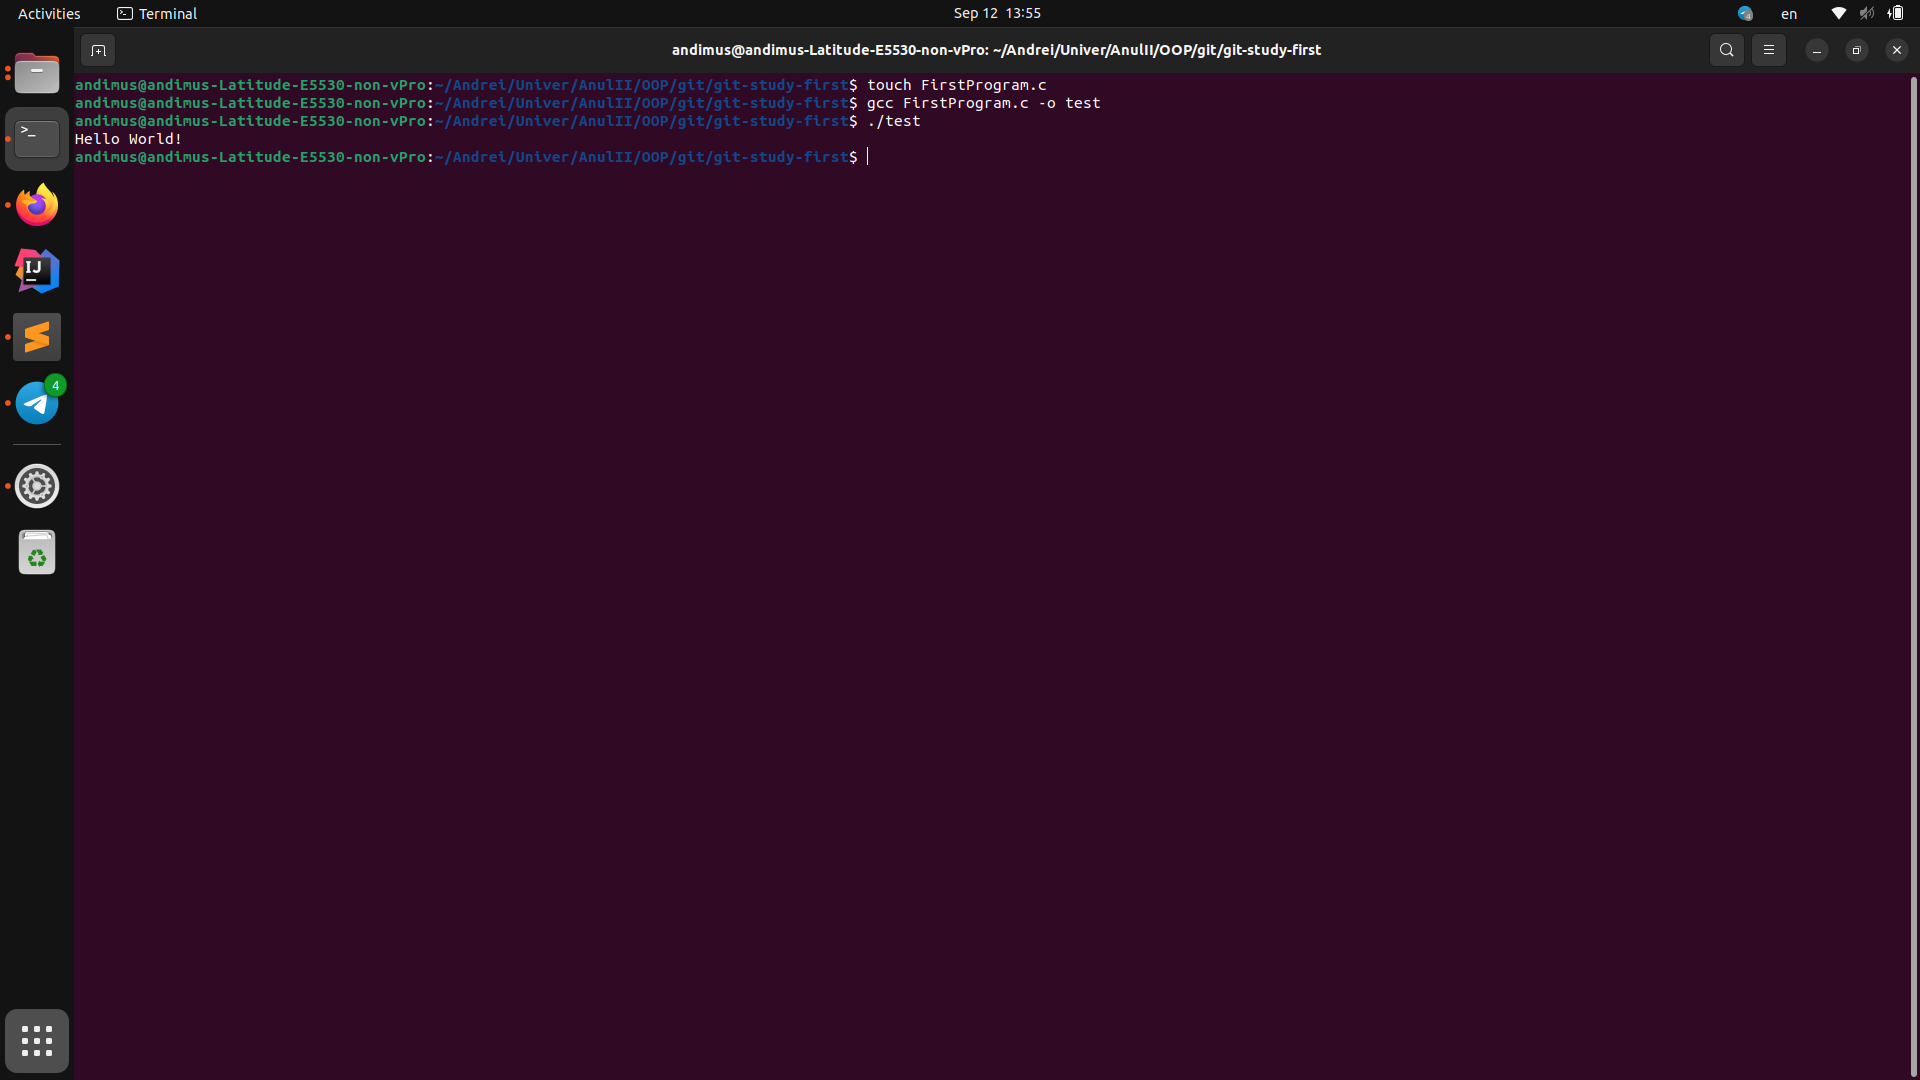 Activities Terminal Sep 12 13:55 en
andimus@andimus-Latitude-E5530-non-vPro: ~/Andrei/Univer/AnulII/OOP/git/git-study-first
andimus@andimus-Latitude-E5530-non-vPro:~/Andrei/Univer/AnulII/OOP/git/git-study-first$ touch FirstProgram.c
andimus@andimus-Latitude-E5530-non-vPro:~/Andrei/Univer/AnulII/OOP/git/git-study-first$ gcc FirstProgram.c -o test
andimus@andimus-Latitude-E5530-non-vPro:~/Andrei/Univer/AnulII/OOP/git/git-study-first$ ./test
Hello World!
andimus@andimus-Latitude-E5530-non-vPro:~/Andrei/Univer/AnulII/OOP/git/git-study-first$
>_
IJ
4